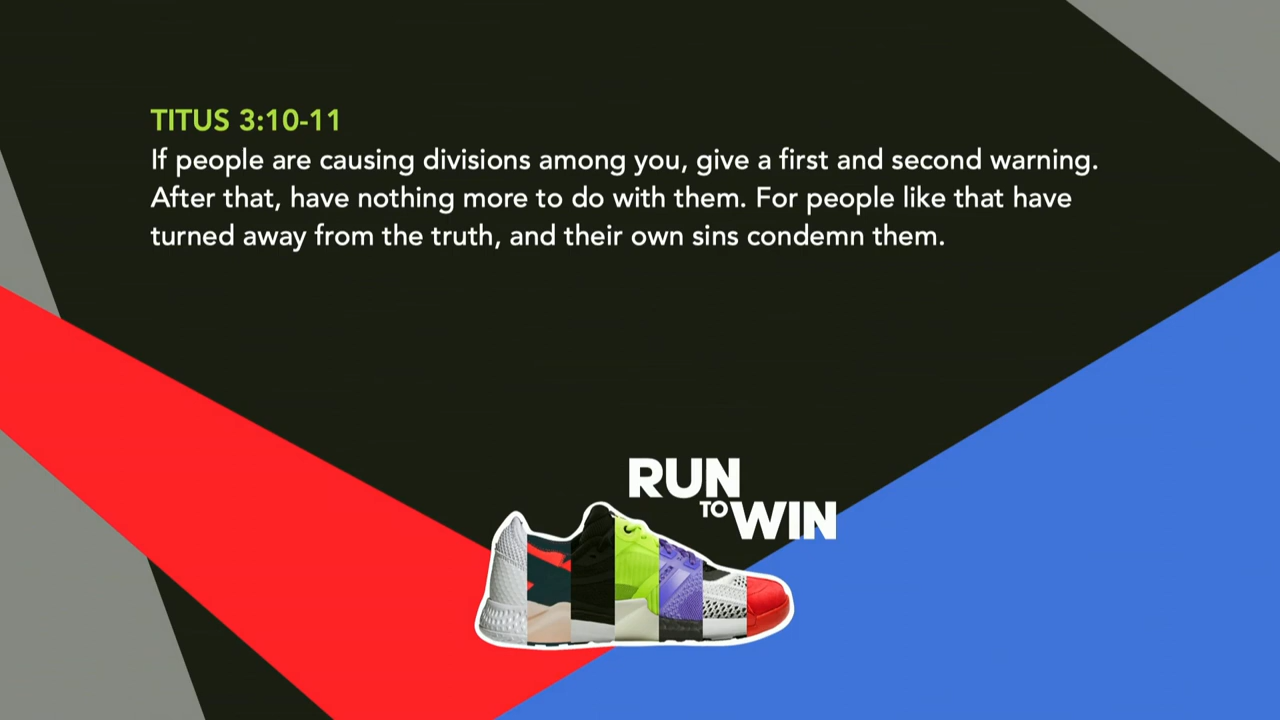 TITUS 3:10-11
If people are causing divisions among you, give a first and second warning.
After that, have nothing more to do with them. For people like that have
turned away from the truth, and their own sins condemn them.
RUN
TO WIN